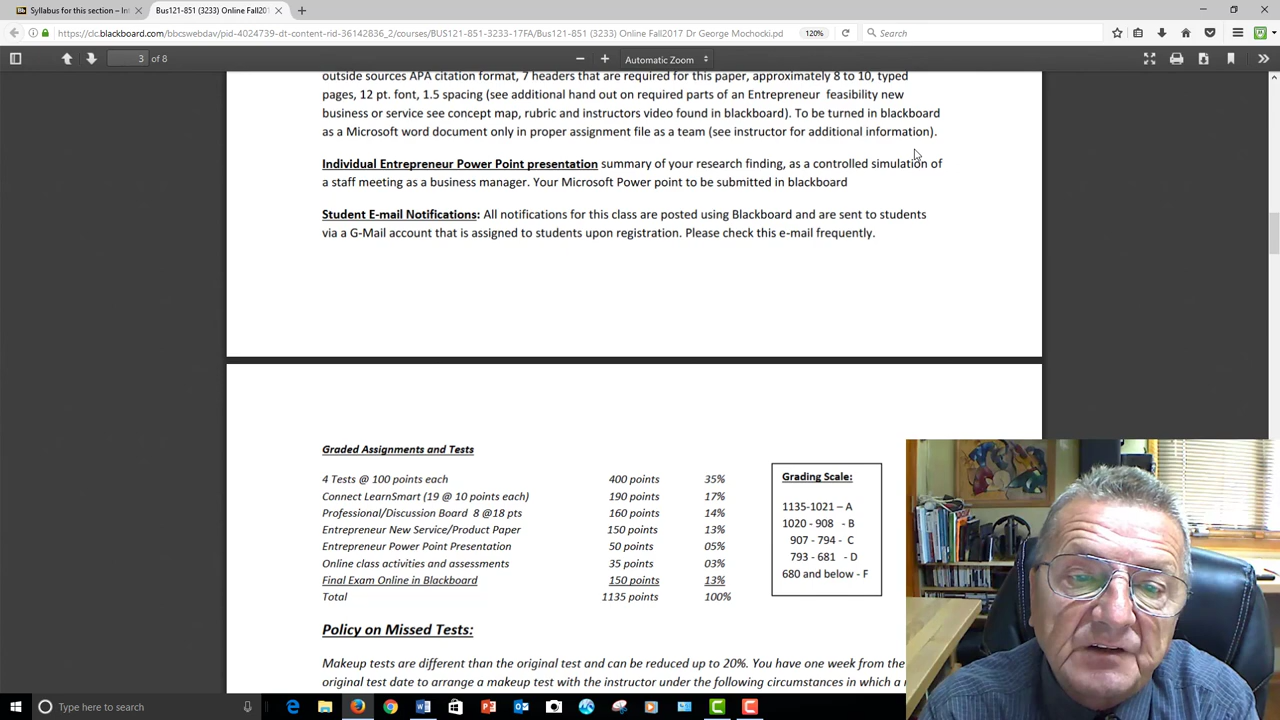 Syllabus for this section – In
Bus121-851 (3233) Online Fall201
https://clc.blackboard.com/bbcswebdav/pid-4024739-dt-content-rid-36142836_2/courses/BUS121-851-3233-17FA/Bus121-851 (3233) Online Fall2017 Dr George Mochocki.pd
120%
Search
3 of 8
Automatic Zoom
outside sources APA citation format, 7 headers that are required for this paper, approximately 8 to 10, typed
pages, 12 pt. font, 1.5 spacing (see additional hand out on required parts of an Entrepreneur feasibility new
business or service see concept map, rubric and instructors video found in blackboard). To be turned in blackboard
as a Microsoft word document only in proper assignment file as a team (see instructor for additional information).
Individual Entrepreneur Power Point presentation summary of your research finding, as a controlled simulation of
a staff meeting as a business manager. Your Microsoft Power point to be submitted in blackboard
Student E-mail Notifications: All notifications for this class are posted using Blackboard and are sent to students
via a G-Mail account that is assigned to students upon registration. Please check this e-mail frequently.
Graded Assignments and Tests
4 Tests @ 100 points each 400 points 35%
Connect LearnSmart (19 @ 10 points each) 190 points 17%
Professional/Discussion Board 8 @18 pts 160 points 14%
Entrepreneur New Service/Product Paper 150 points 13%
Entrepreneur Power Point Presentation 50 points 05%
Online class activities and assessments 35 points 03%
Final Exam Online in Blackboard 150 points 13%
Total 1135 points 100%
Grading Scale:
1135-1021 – A
1020 - 908 - B
907 - 794 - C
793 - 681 - D
680 and below - F
Policy on Missed Tests:
Makeup tests are different than the original test and can be reduced up to 20%. You have one week from the
original test date to arrange a makeup test with the instructor under the following circumstances in which a
Type here to search